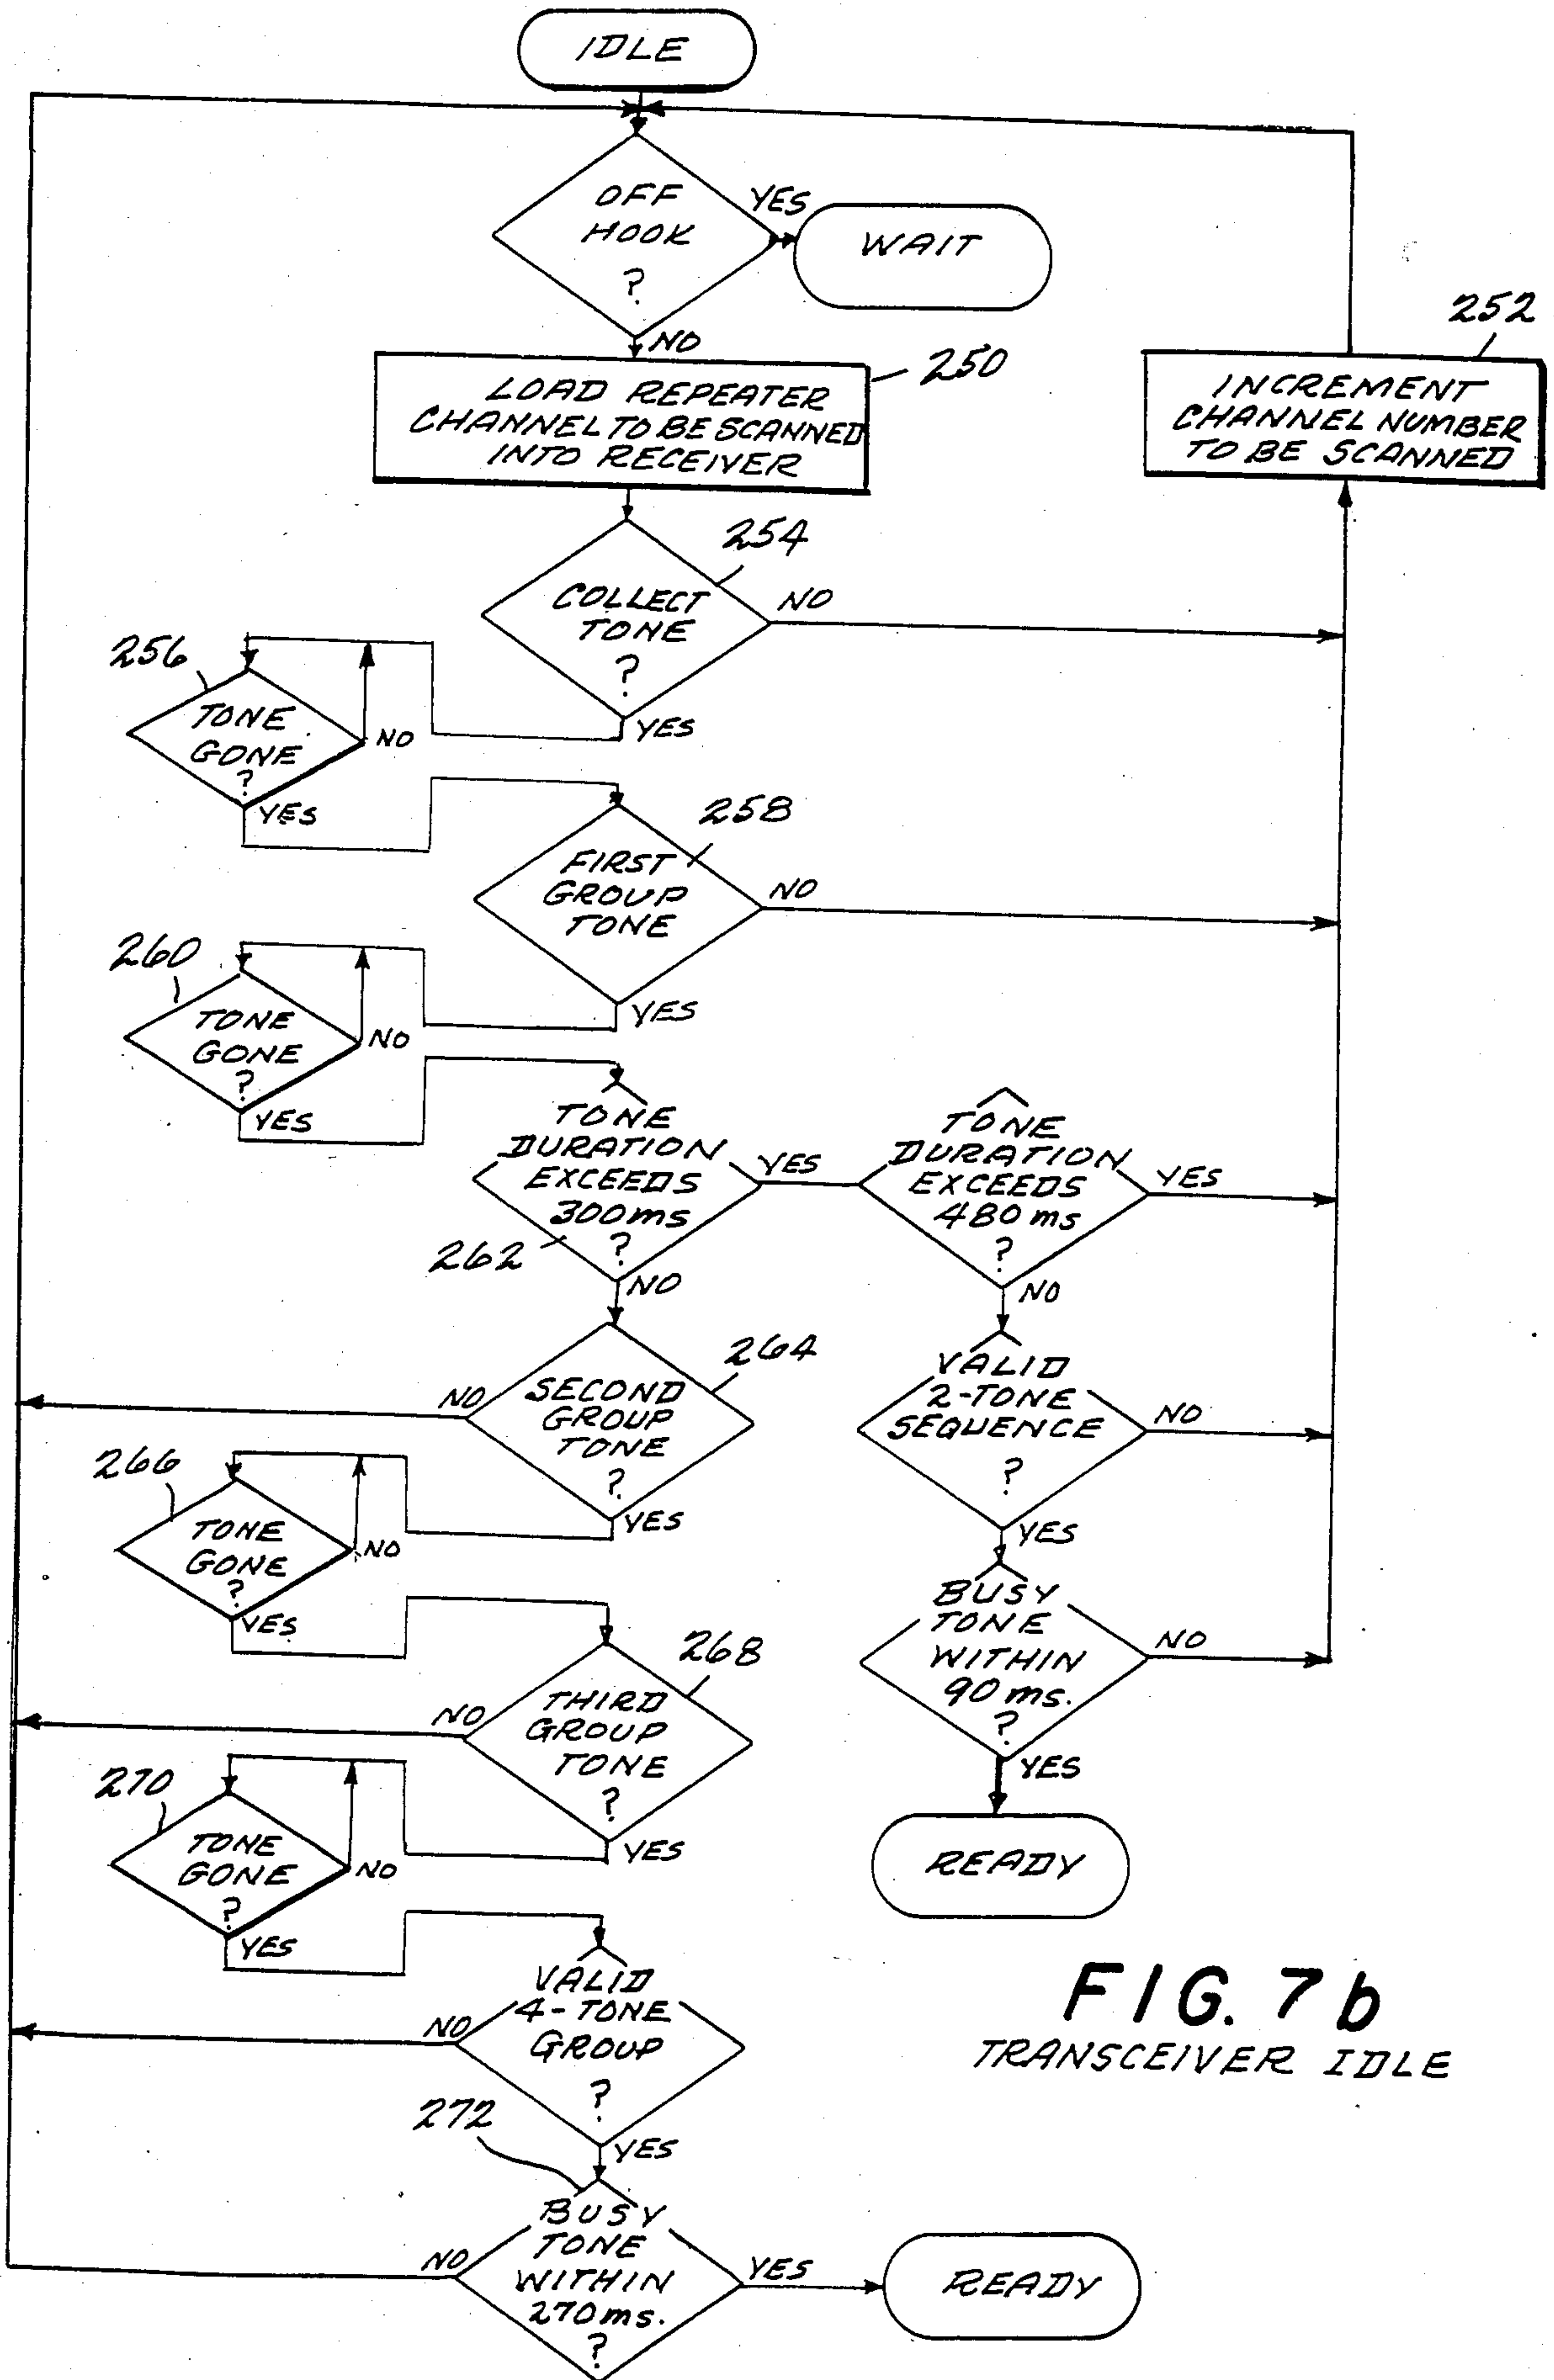 IDLE
OFF
HOOK
?
YES
WAIT
NO
250
LOAD REPEATER
CHANNEL TO BE SCANNED
INTO RECEIVER
252
INCREMENT
CHANNEL NUMBER
TO BE SCANNED
254
COLLECT
TONE
?
NO
YES
256
TONE
GONE
?
NO
YES
258
FIRST
GROUP
TONE
NO
YES
260
TONE
GONE
?
NO
YES
TONE
DURATION
EXCEEDS
300ms
?
262
YES
NO
TONE
DURATION
EXCEEDS
480 ms
?
YES
NO
264
SECOND
GROUP
TONE
?
NO
YES
VALID
2-TONE
SEQUENCE
?
NO
YES
266
TONE
GONE
?
NO
YES
BUSY
TONE
WITHIN
90 ms.
?
NO
YES
READY
268
THIRD
GROUP
TONE
?
NO
YES
270
TONE
GONE
?
NO
YES
VALID
4-TONE
GROUP
?
NO
YES
272
BUSY
TONE
WITHIN
270 ms.
?
NO
YES
READY
FIG. 7b
TRANSCEIVER IDLE